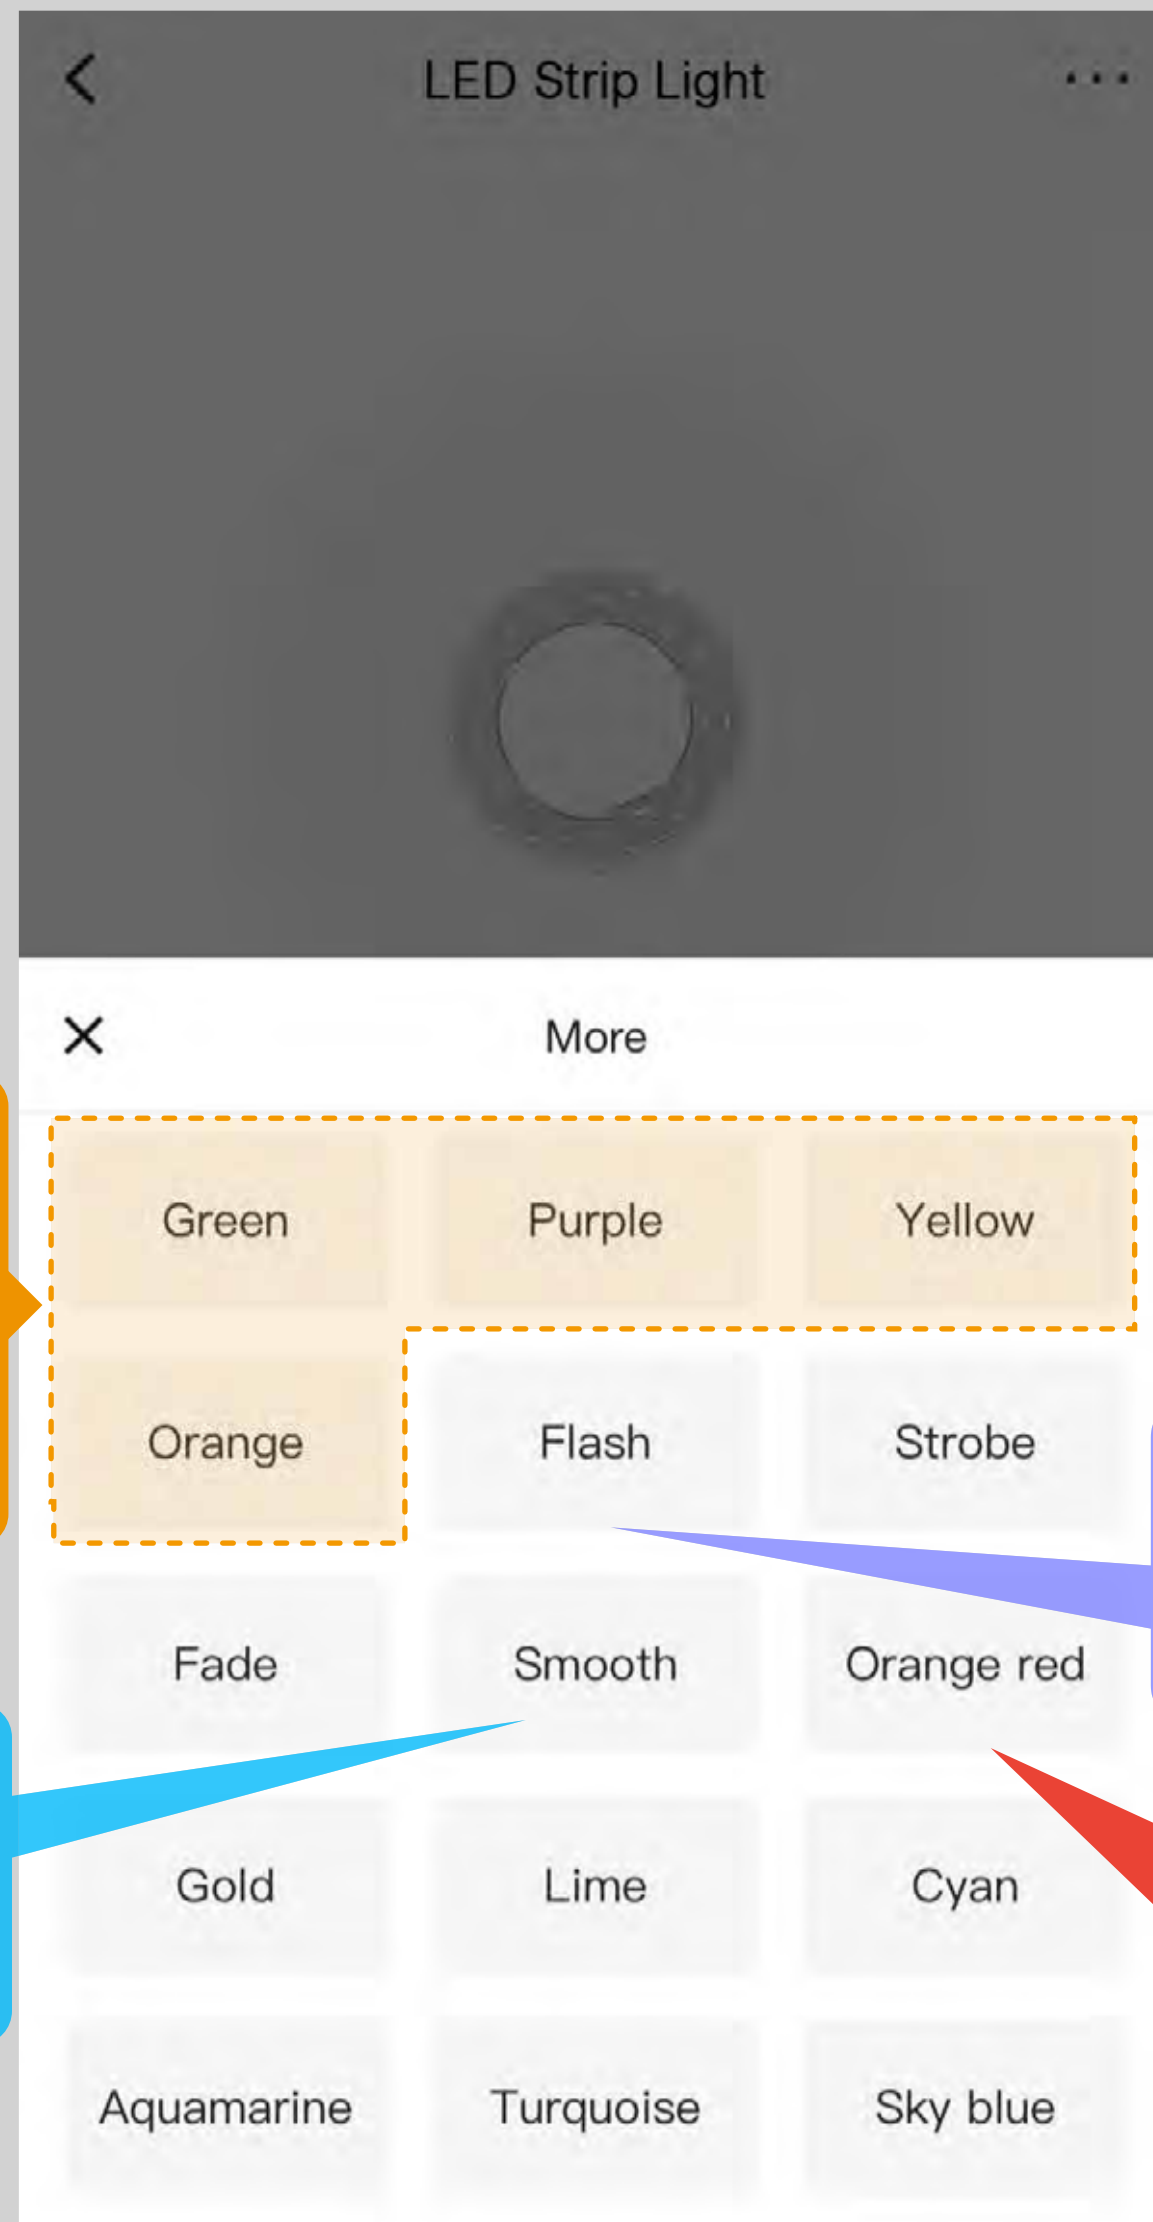 LED Strip Light
More
Green Purple Yellow
Orange Flash Strobe
Fade Smooth Orange red
Gold Lime Cyan
Aquamarine Turquoise Sky blue